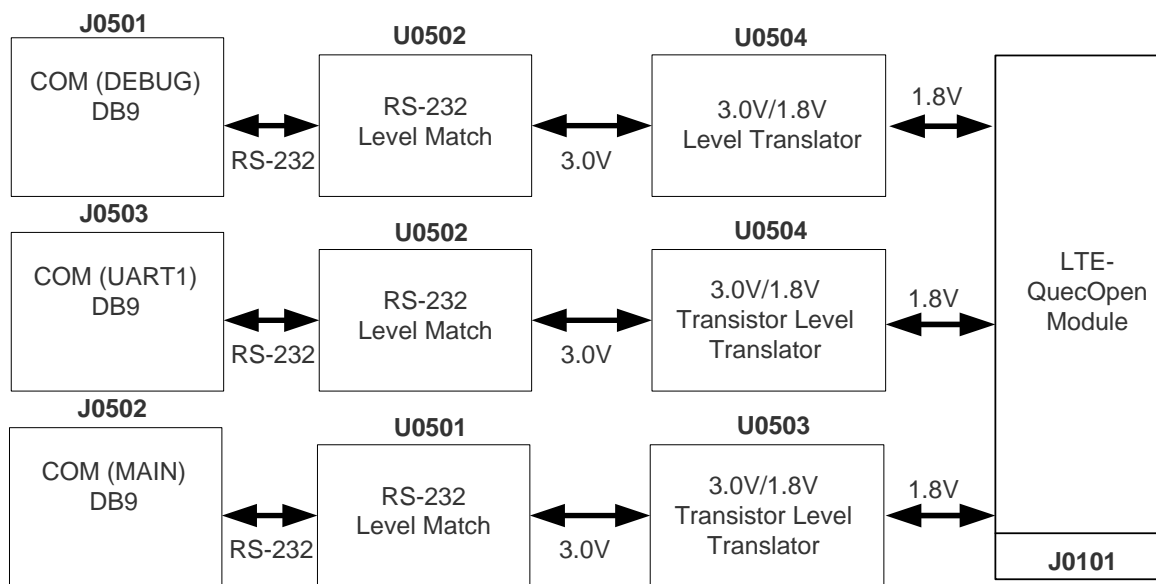 J0501
U0502
U0504
COM (DEBUG)
DB9
RS-232
Level Match
3.0V/1.8V
Level Translator
1.8V
RS-232
3.0V
J0503
U0502
U0504
COM (UART1)
DB9
RS-232
Level Match
3.0V/1.8V
Transistor Level
Translator
1.8V
LTE-
QuecOpen
Module
RS-232
3.0V
J0502
U0501
U0503
COM (MAIN)
DB9
RS-232
Level Match
3.0V/1.8V
Transistor Level
Translator
1.8V
RS-232
3.0V
J0101